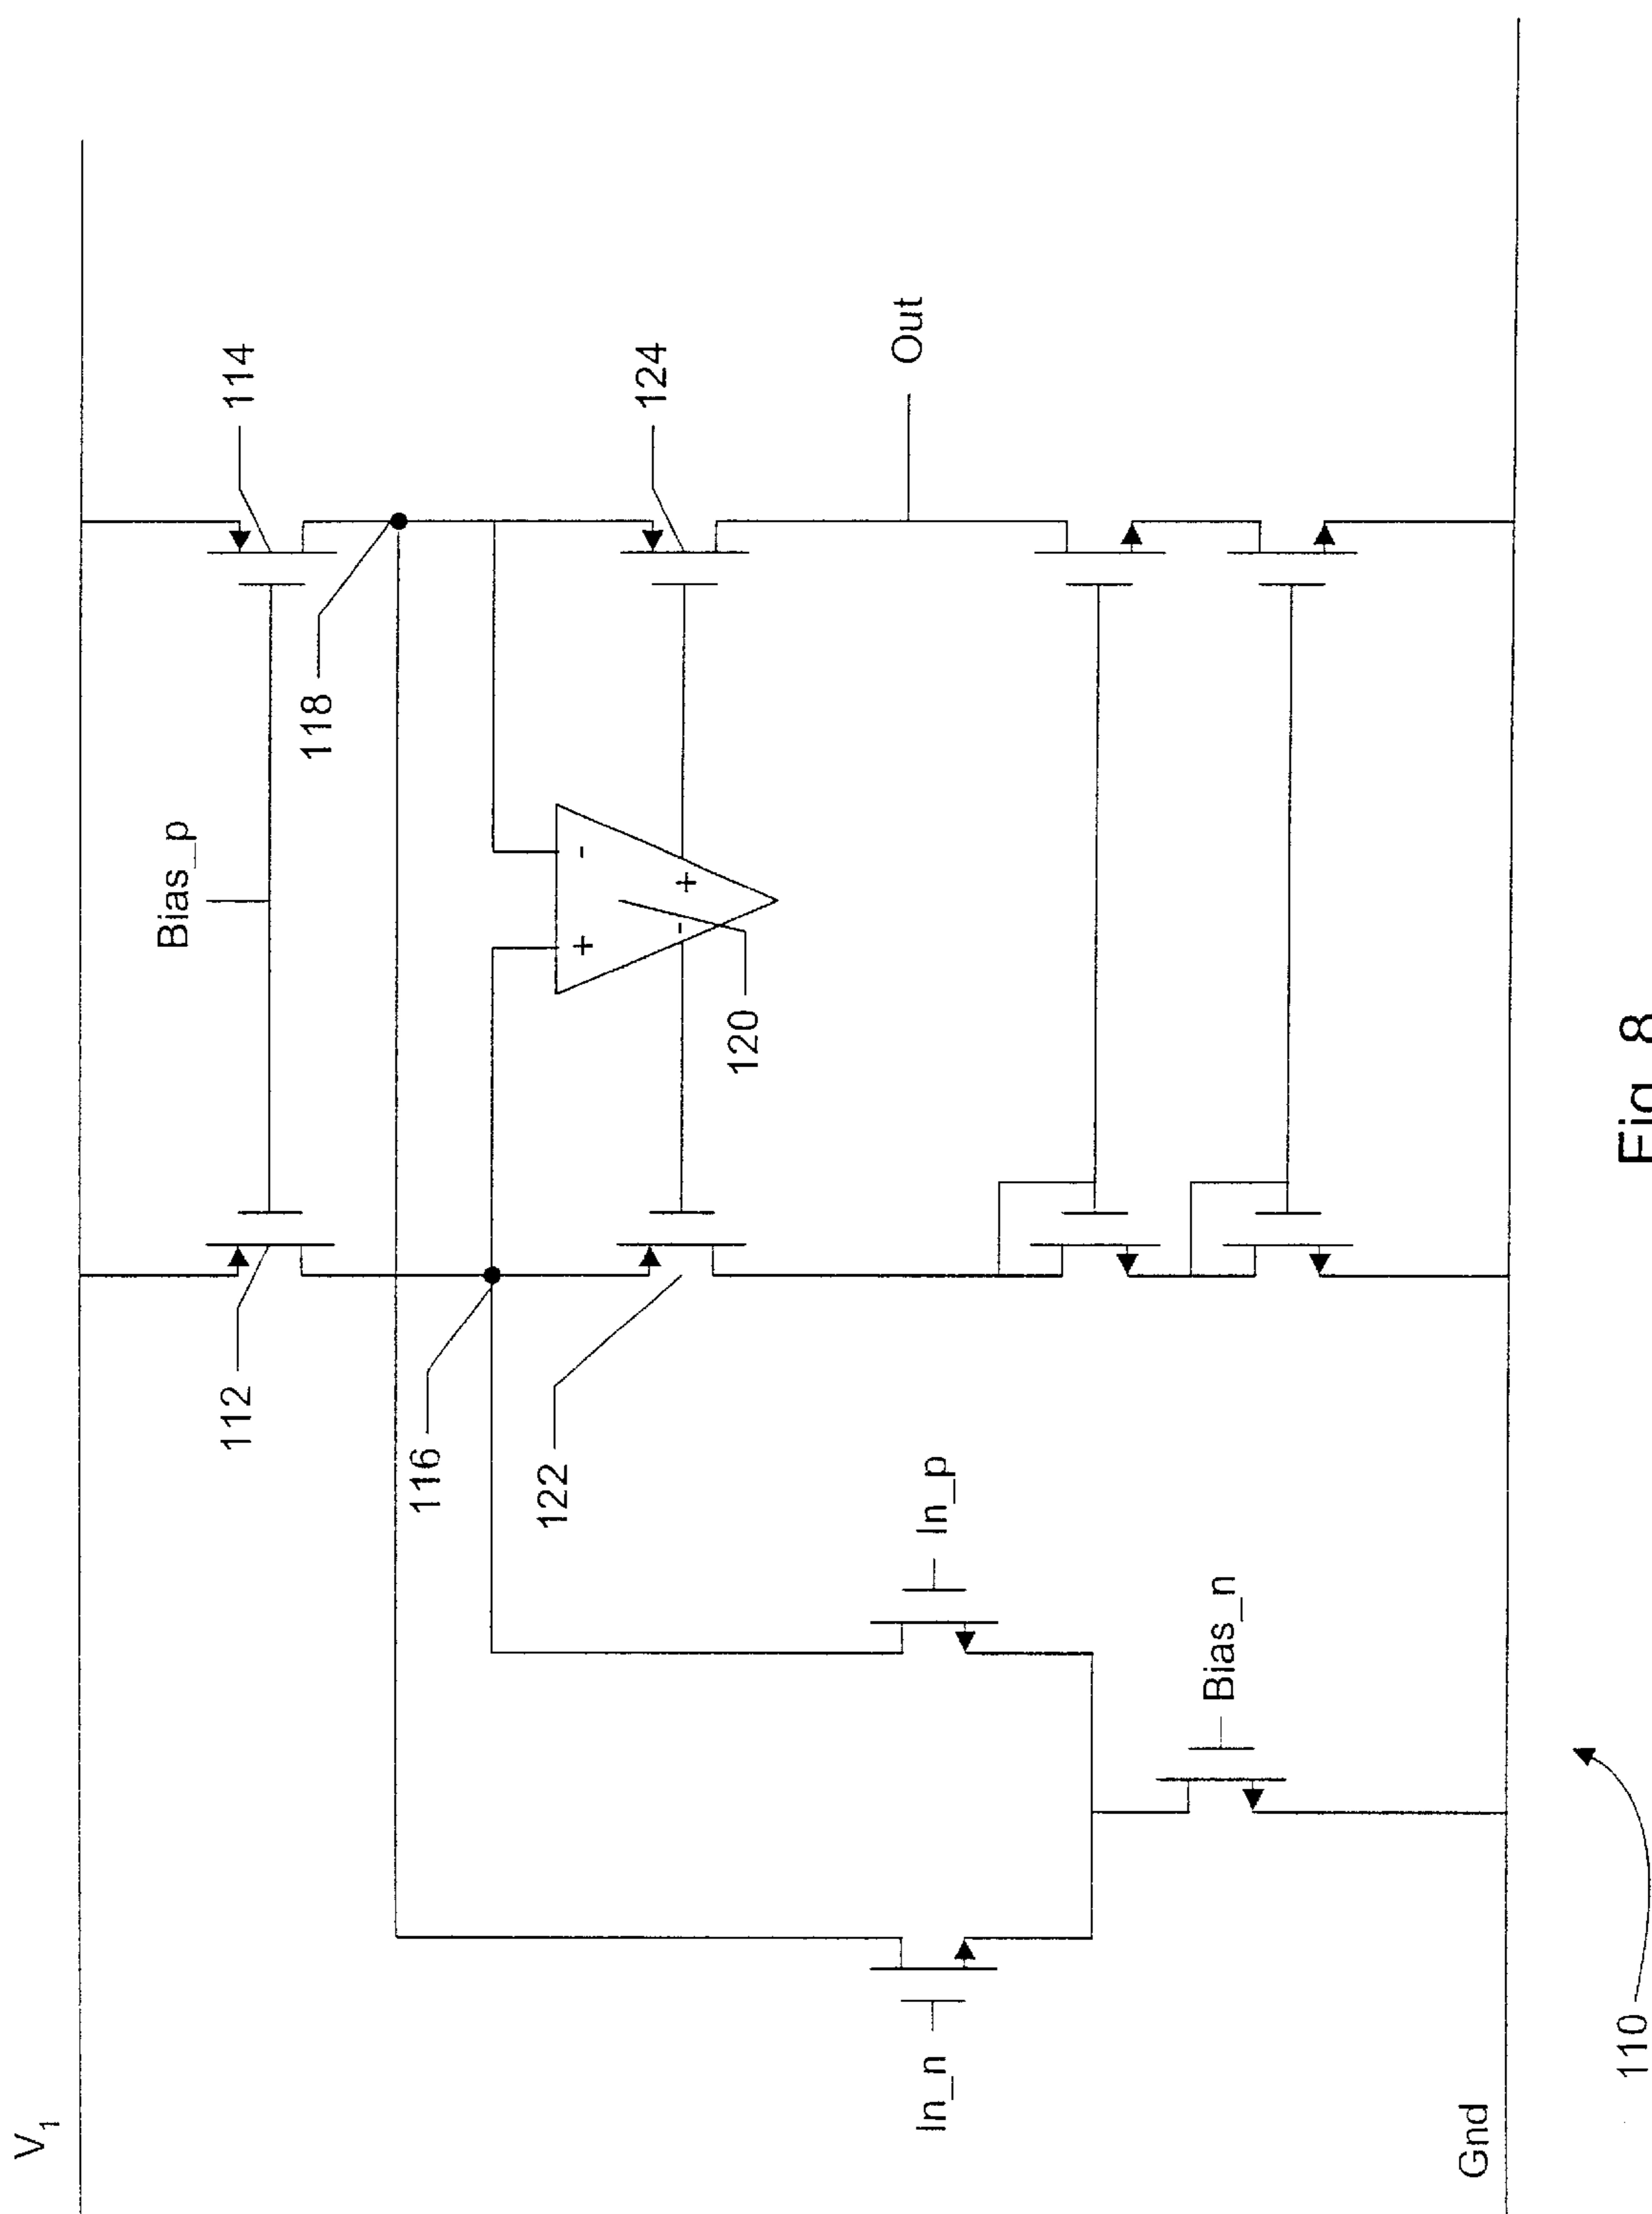 V1
Bias_p
112
114
116
118
122
120
124
+
-
-
+
In_n
In_p
Out
Bias_n
Gnd
110
Fig. 8